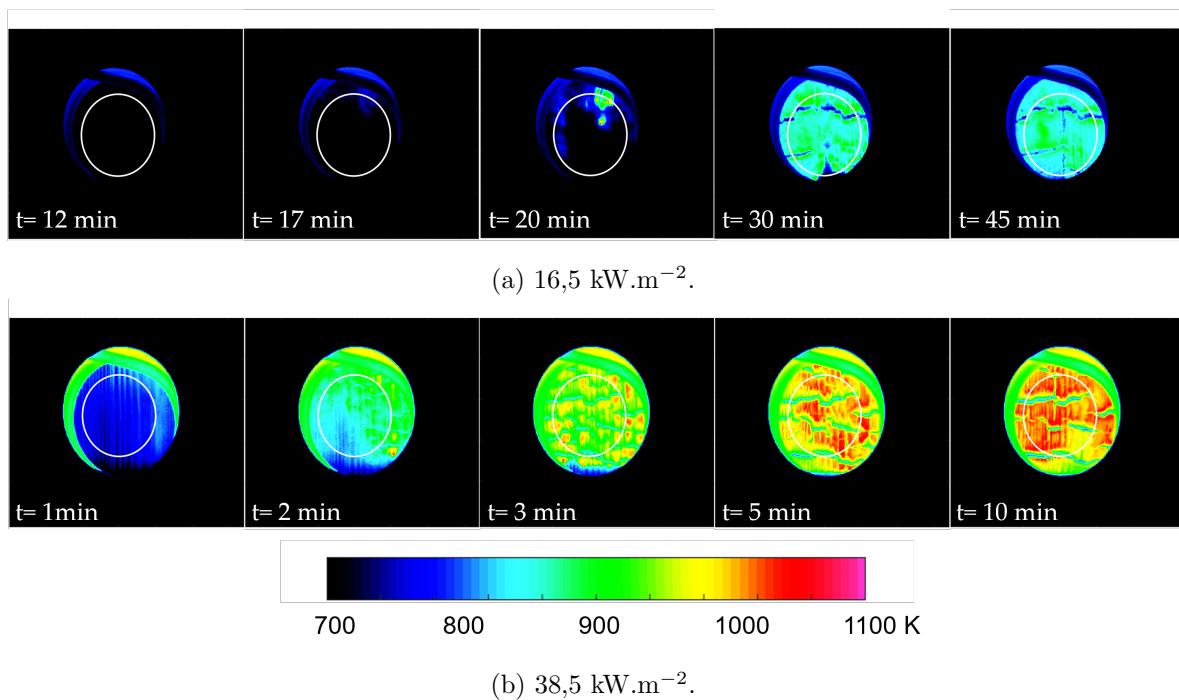 t= 12 min
t= 17 min
t= 20 min
t= 30 min
t= 45 min
(a) 16,5 kW.m−2.
t= 1min
t= 2 min
t= 3 min
t= 5 min
t= 10 min
700 800 900 1000 1100 K
(b) 38,5 kW.m−2.